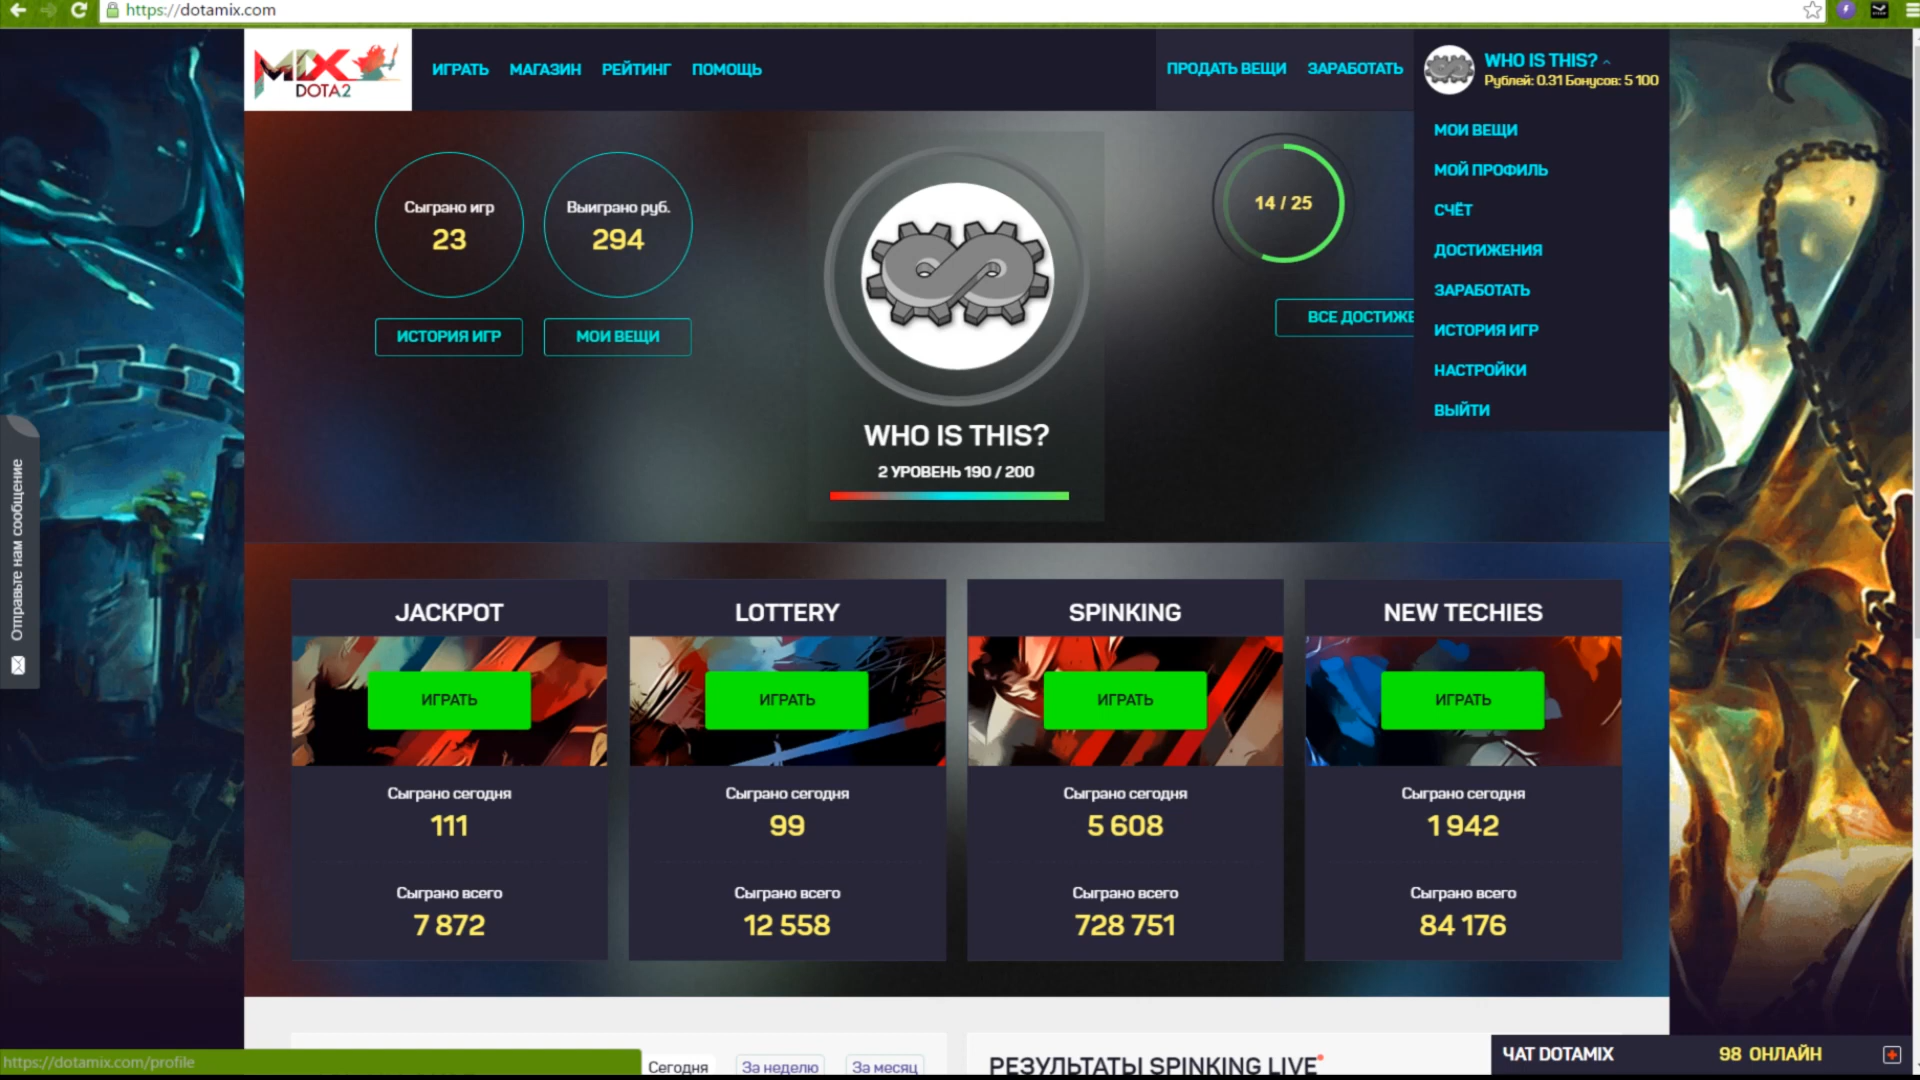 https://dotamix.com
MIX
DOTA2
ИГРАТЬ МАГАЗИН РЕЙТИНГ ПОМОЩЬ
ПРОДАТЬ ВЕЩИ ЗАРАБОТАТЬ
WHO IS THIS?
Рублей: 0.31 Бонусов: 5 100
МОИ ВЕЩИ
МОЙ ПРОФИЛЬ
СЧЁТ
ДОСТИЖЕНИЯ
ЗАРАБОТАТЬ
ИСТОРИЯ ИГР
НАСТРОЙКИ
ВЫЙТИ
Сыграно игр
23
Выиграно руб.
294
ИСТОРИЯ ИГР
МОИ ВЕЩИ
14 / 25
ВСЕ ДОСТИЖЕ
WHO IS THIS?
2 УРОВЕНЬ 190 / 200
Отправьте нам сообщение
JACKPOT
ИГРАТЬ
Сыграно сегодня
111
Сыграно всего
7 872
LOTTERY
ИГРАТЬ
Сыграно сегодня
99
Сыграно всего
12 558
SPINKING
ИГРАТЬ
Сыграно сегодня
5 608
Сыграно всего
728 751
NEW TECHIES
ИГРАТЬ
Сыграно сегодня
1 942
Сыграно всего
84 176
Сегодня За неделю За месяц
РЕЗУЛЬТАТЫ SPINKING LIVE
ЧАТ DOTAMIX 98 ОНЛАЙН
https://dotamix.com/profile